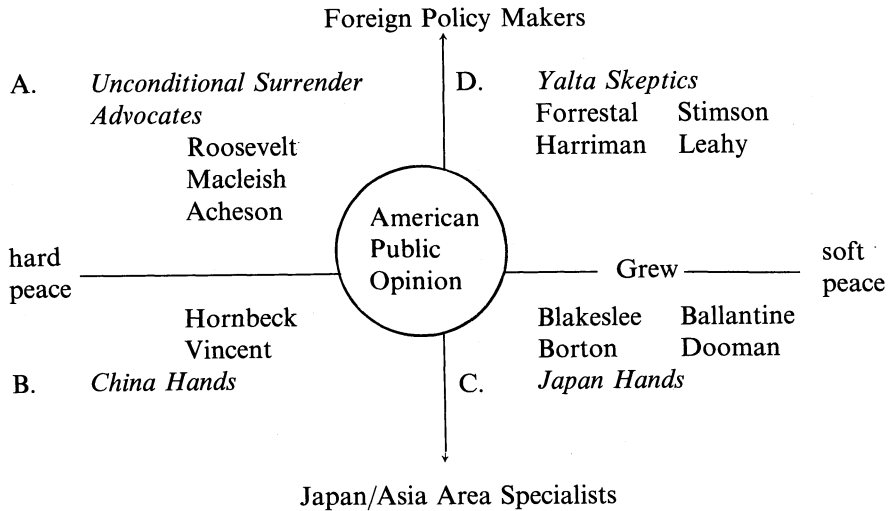 Foreign Policy Makers
A. Unconditional Surrender
Advocates
Roosevelt
Macleish
Acheson
D. Yalta Skeptics
Forrestal Stimson
Harriman Leahy
American
Public
Opinion
hard
peace
Grew
soft
peace
Hornbeck
Vincent
B. China Hands
Blakeslee Ballantine
Borton Dooman
C. Japan Hands
Japan/Asia Area Specialists